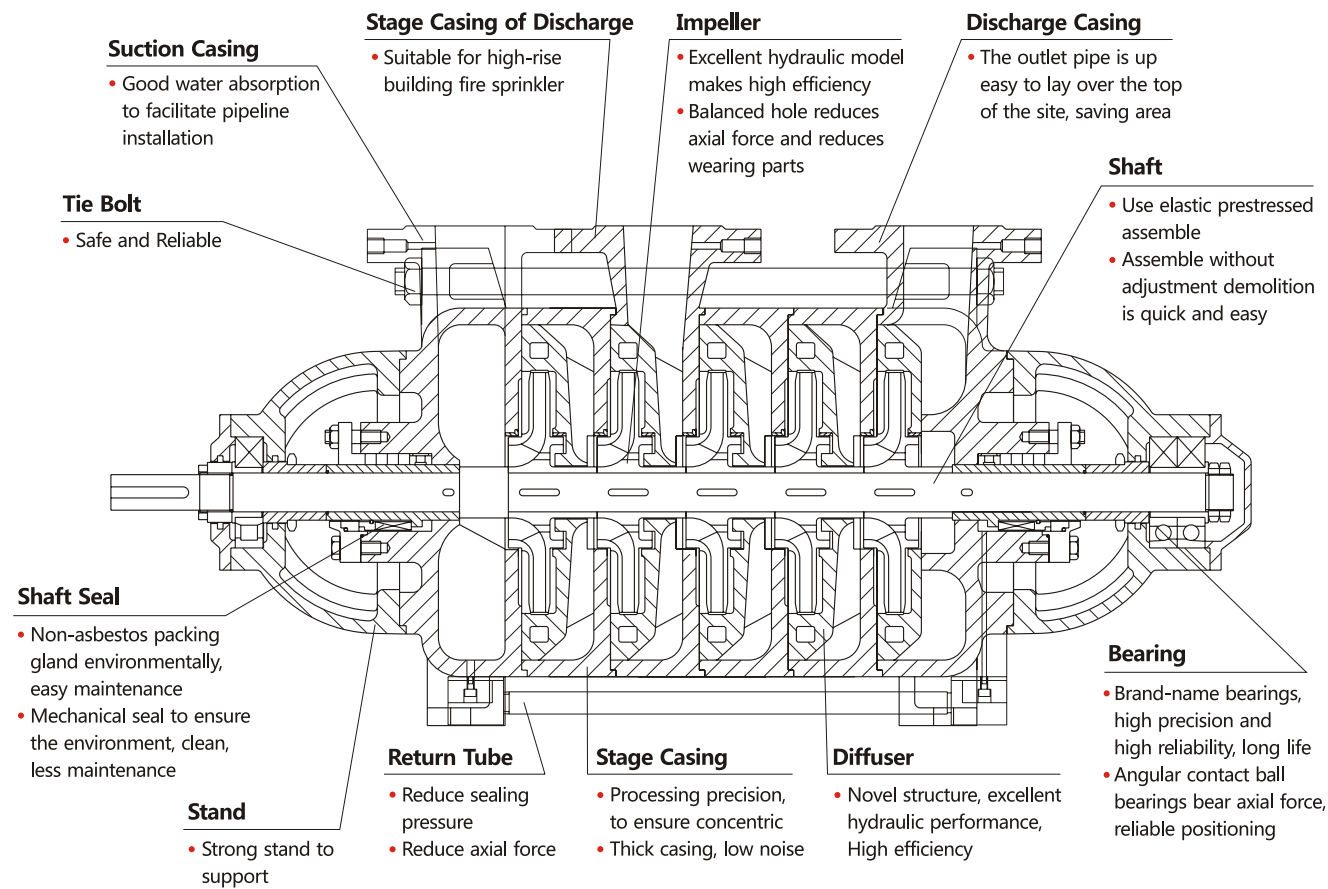 Suction Casing
• Good water absorption
to facilitate pipeline
installation
Stage Casing of Discharge
• Suitable for high-rise
building fire sprinkler
Impeller
• Excellent hydraulic model
makes high efficiency
• Balanced hole reduces
axial force and reduces
wearing parts
Discharge Casing
• The outlet pipe is up
easy to lay over the top
of the site, saving area
Tie Bolt
• Safe and Reliable
Shaft
• Use elastic prestressed
assemble
• Assemble without
adjustment demolition
is quick and easy
Shaft Seal
• Non-asbestos packing
gland environmentally,
easy maintenance
• Mechanical seal to ensure
the environment, clean,
less maintenance
Stand
• Strong stand to
support
Return Tube
• Reduce sealing
pressure
• Reduce axial force
Stage Casing
• Processing precision,
to ensure concentric
• Thick casing, low noise
Diffuser
• Novel structure, excellent
hydraulic performance,
High efficiency
Bearing
• Brand-name bearings,
high precision and
high reliability, long life
• Angular contact ball
bearings bear axial force,
reliable positioning